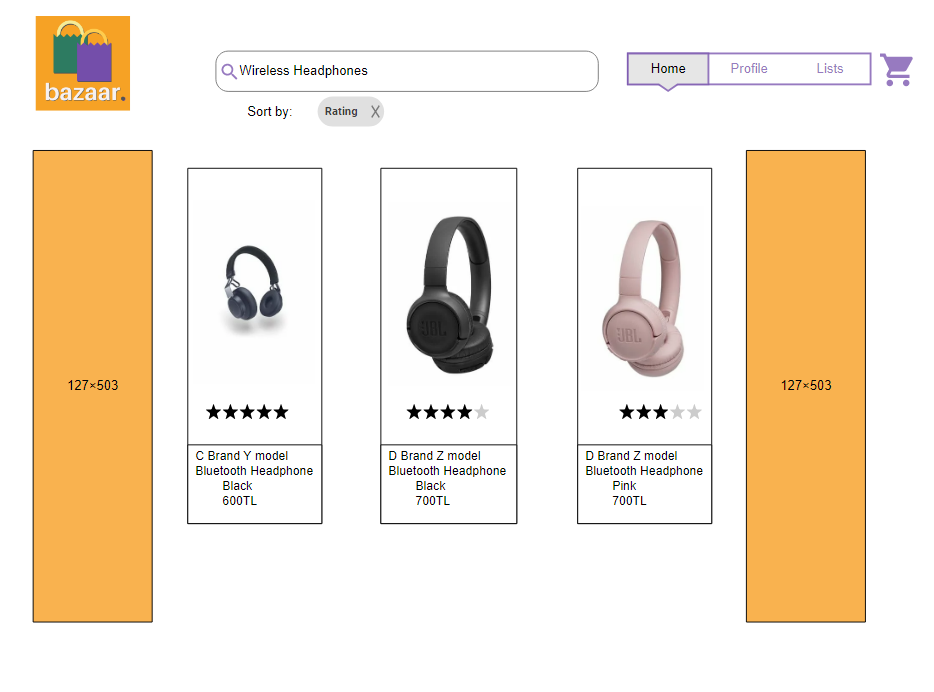 bazaar.
Wireless Headphones
Home
Profile
Lists
Sort by:
Rating X
127×503
JBL
JBL
127×503
C Brand Y model
Bluetooth Headphone
Black
600TL
D Brand Z model
Bluetooth Headphone
Black
700TL
D Brand Z model
Bluetooth Headphone
Pink
700TL